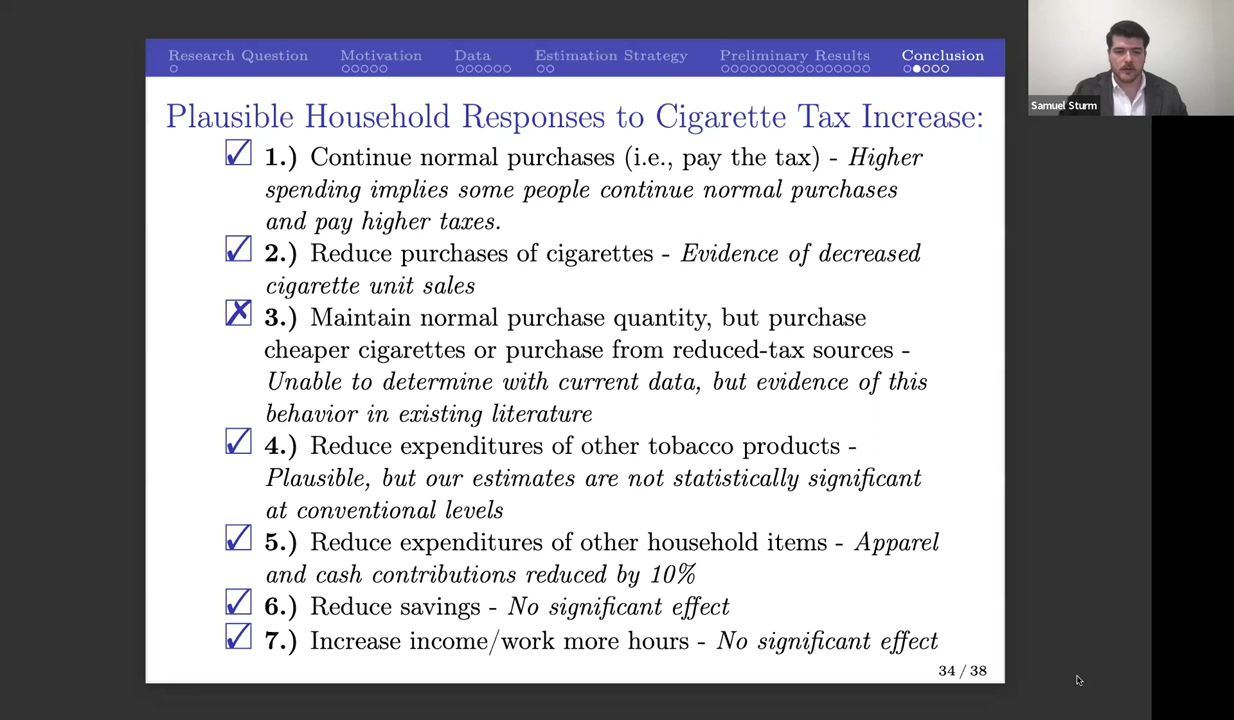 Research Question Motivation Data Estimation Strategy Preliminary Results Conclusion
Samuel Sturm
Plausible Household Responses to Cigarette Tax Increase:
1.) Continue normal purchases (i.e., pay the tax) - Higher
spending implies some people continue normal purchases
and pay higher taxes.
2.) Reduce purchases of cigarettes - Evidence of decreased
cigarette unit sales
3.) Maintain normal purchase quantity, but purchase
cheaper cigarettes or purchase from reduced-tax sources -
Unable to determine with current data, but evidence of this
behavior in existing literature
4.) Reduce expenditures of other tobacco products -
Plausible, but our estimates are not statistically significant
at conventional levels
5.) Reduce expenditures of other household items - Apparel
and cash contributions reduced by 10%
6.) Reduce savings - No significant effect
7.) Increase income/work more hours - No significant effect
34 / 38